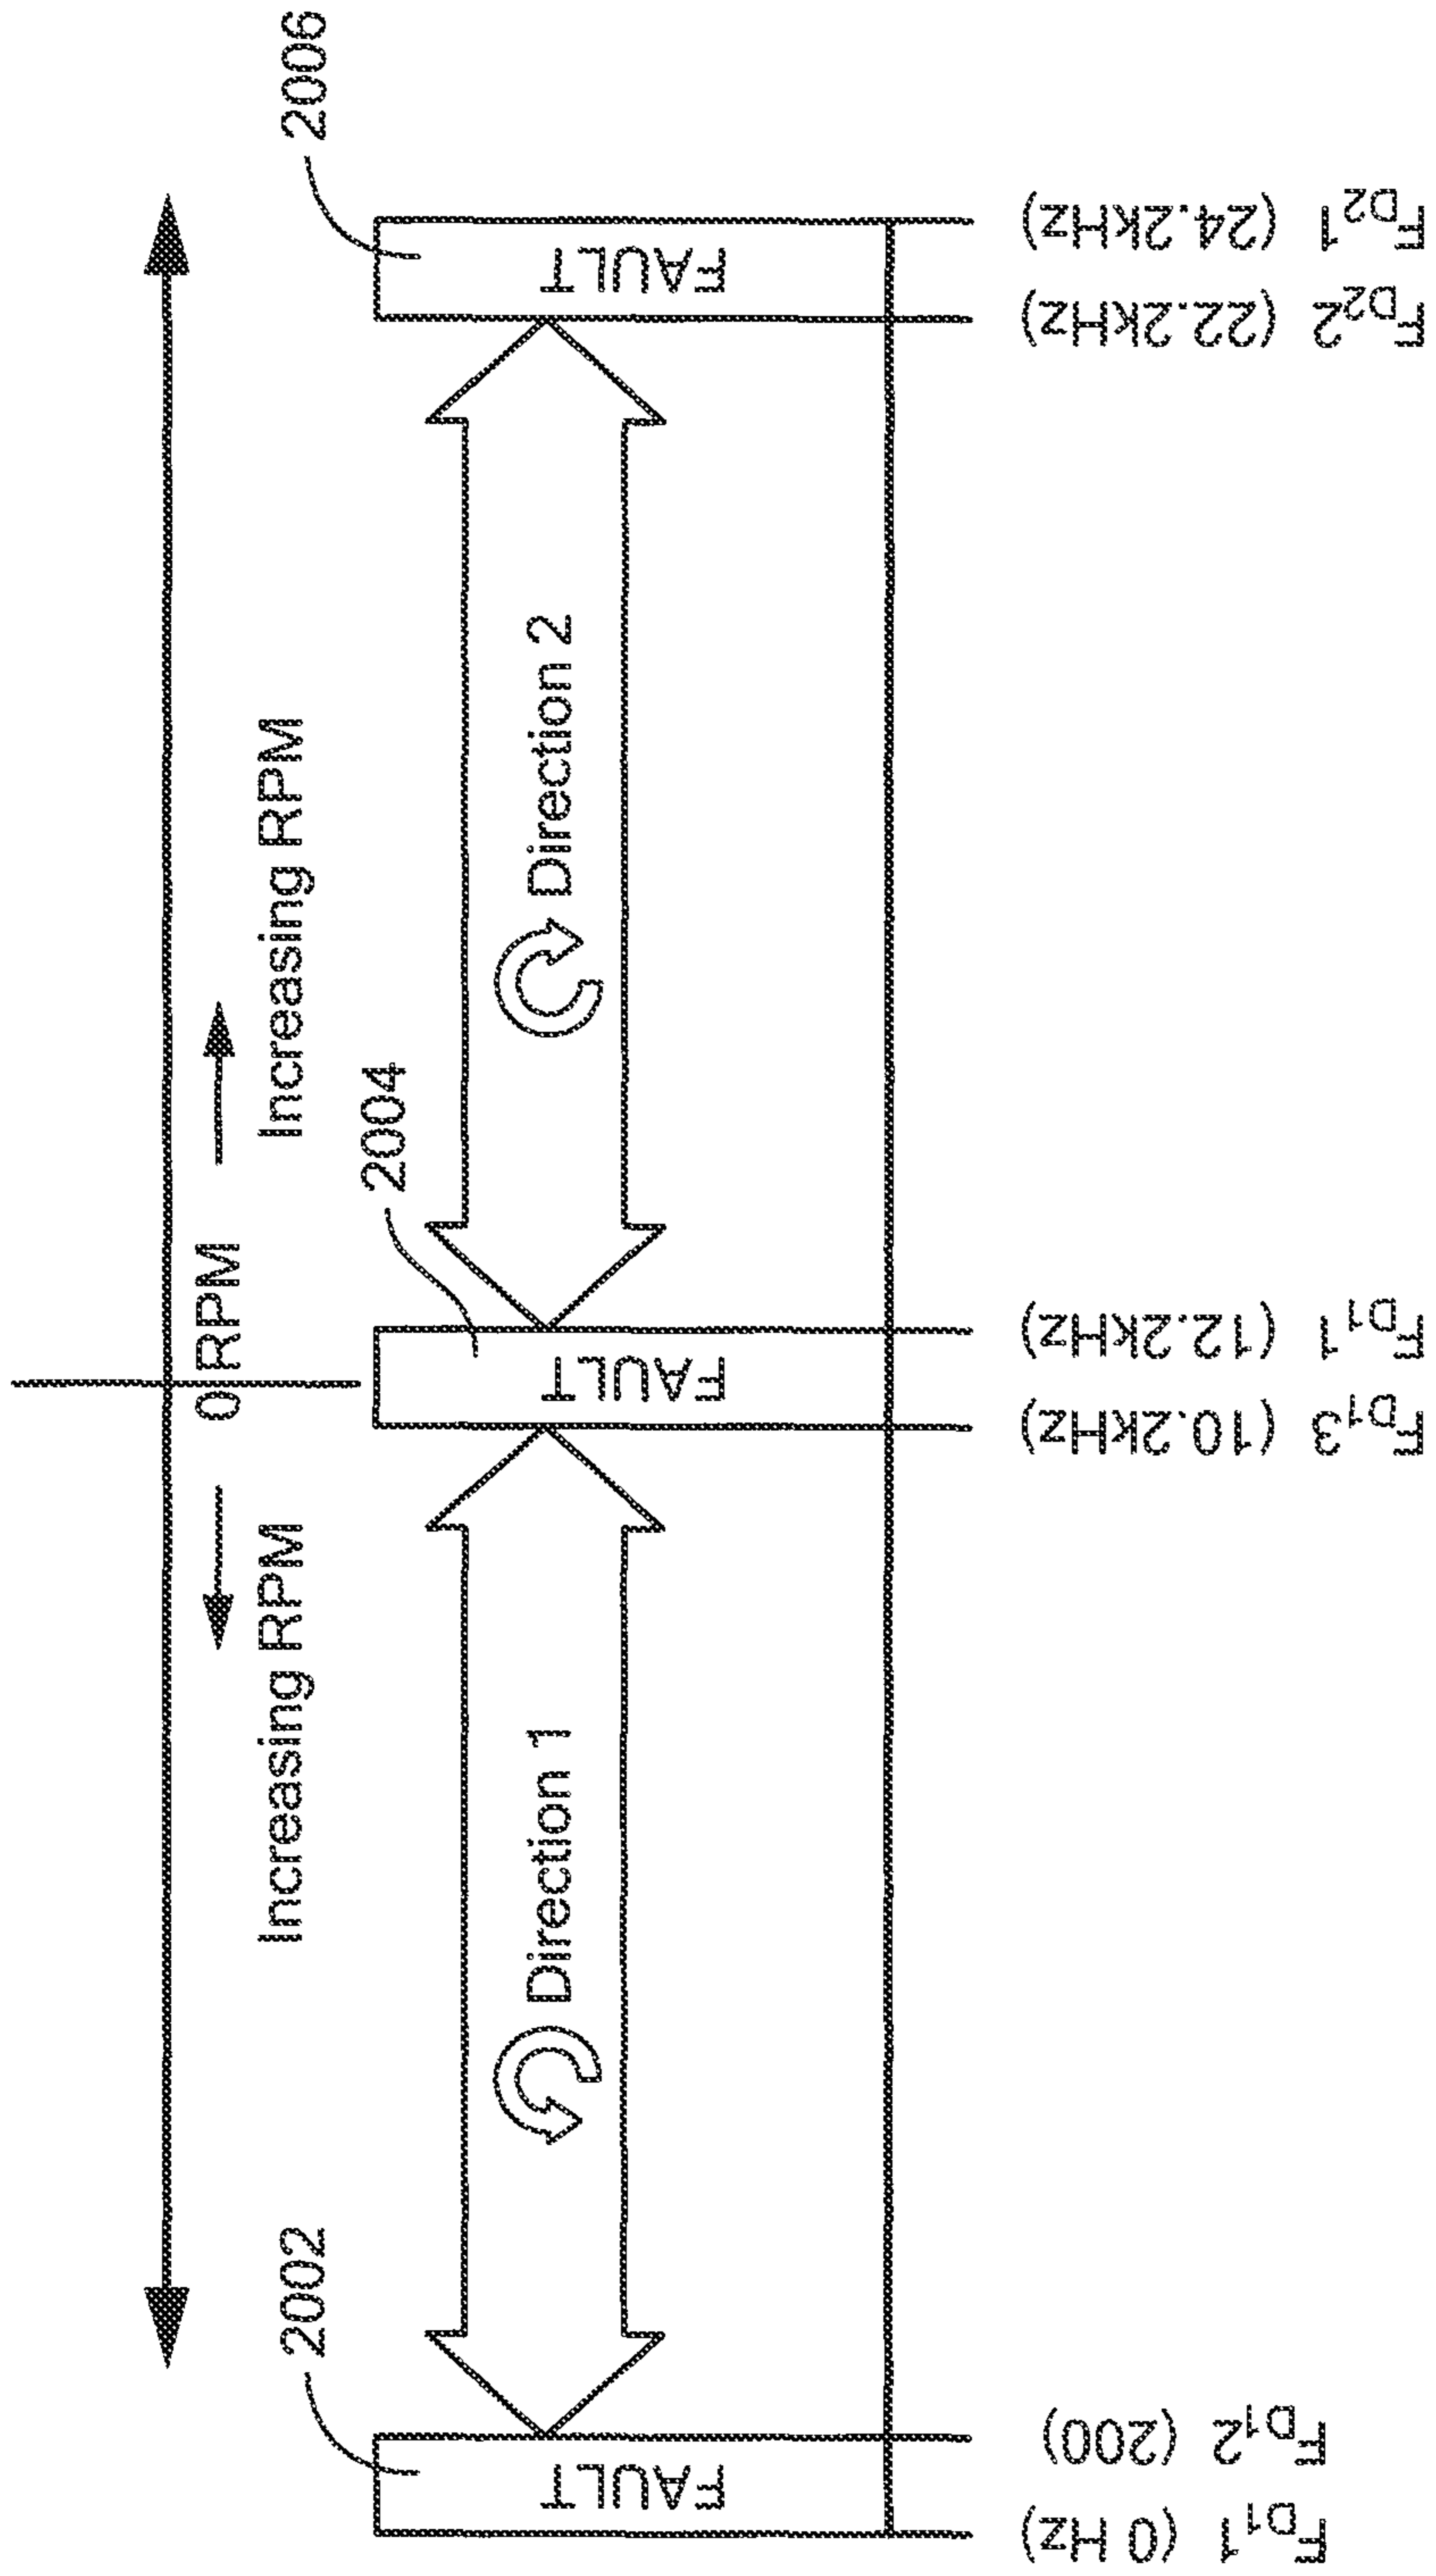 0 RPM
Increasing RPM
Increasing RPM
2002
2004
2006
FAULT
Direction 1
FAULT
Direction 2
FAULT
F_D1 1 (0 Hz)
F_D1 2 (200)
F_D1 3 (10.2kHz)
F_D1 1 (12.2kHz)
F_D2 2 (22.2kHz)
F_D2 1 (24.2kHz)